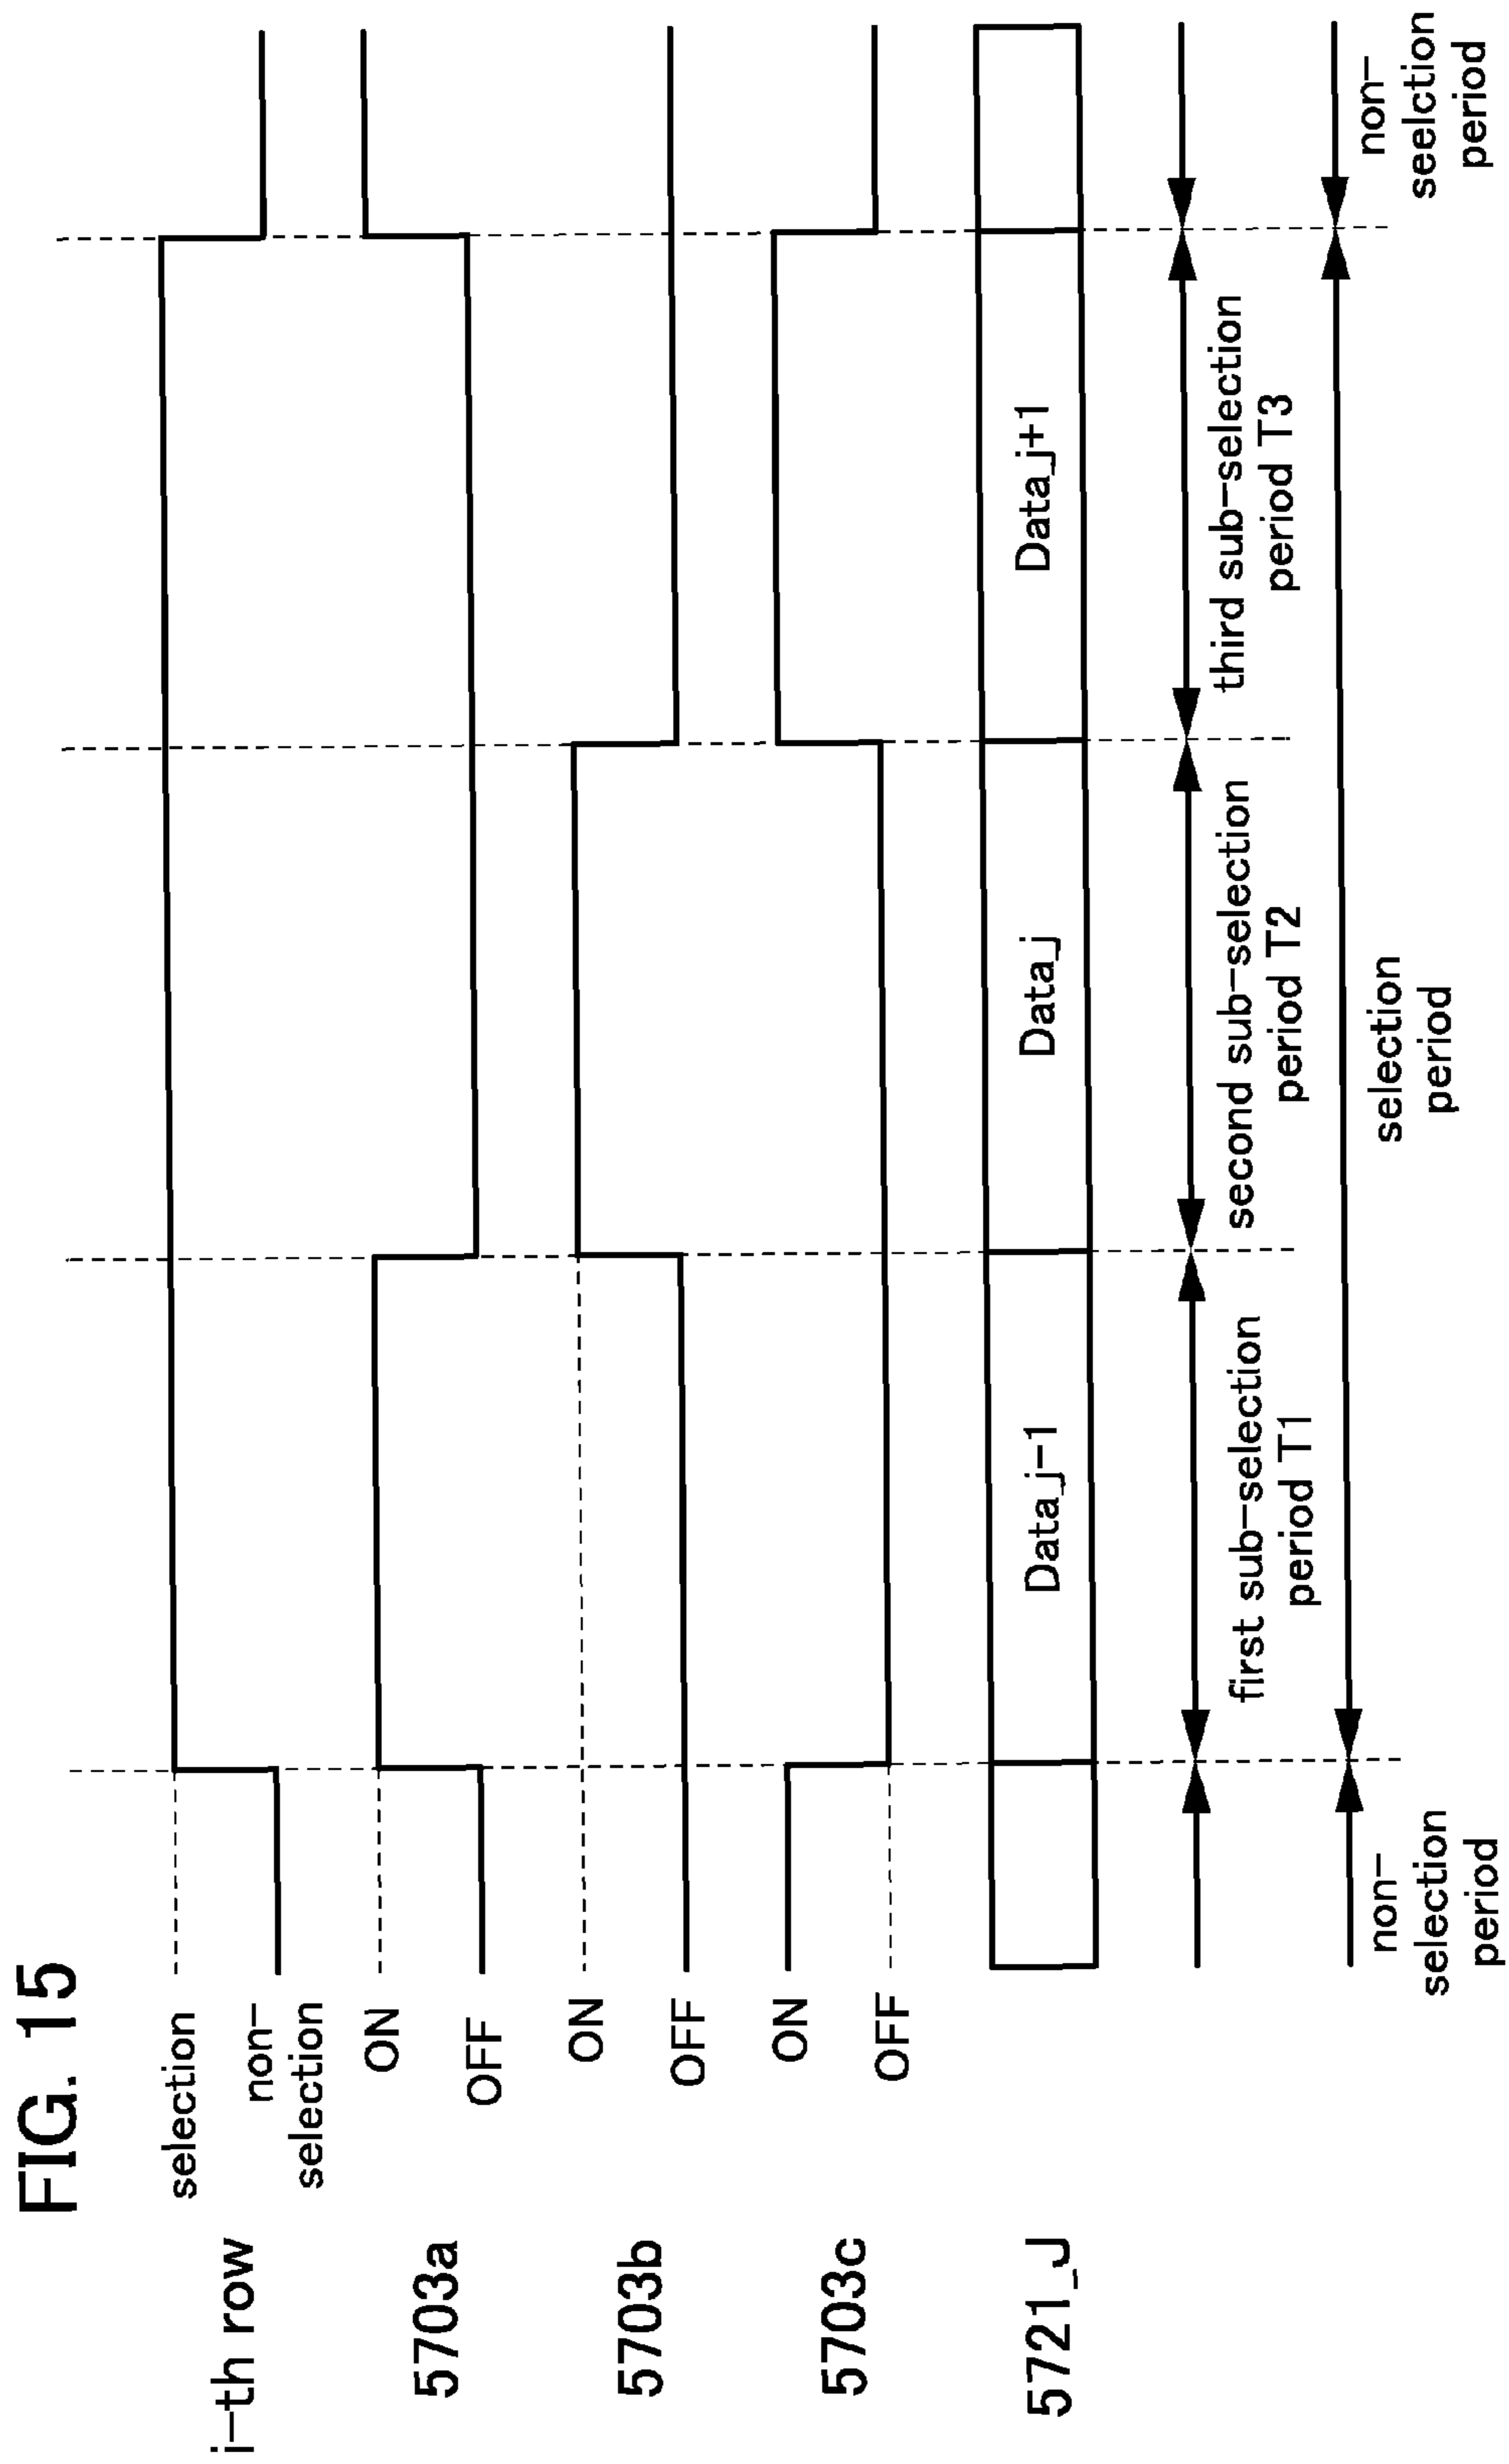 FIG. 15
i-th row
selection
non-
selection
5703a
ON
OFF
5703b
ON
OFF
5703c
ON
OFF
5721_J
Data_j-1
Data_j
Data_j+1
first sub-selection
period T1
second sub-selection
period T2
third sub-selection
period T3
non-
selection
period
selection
period
non-
seelction
period